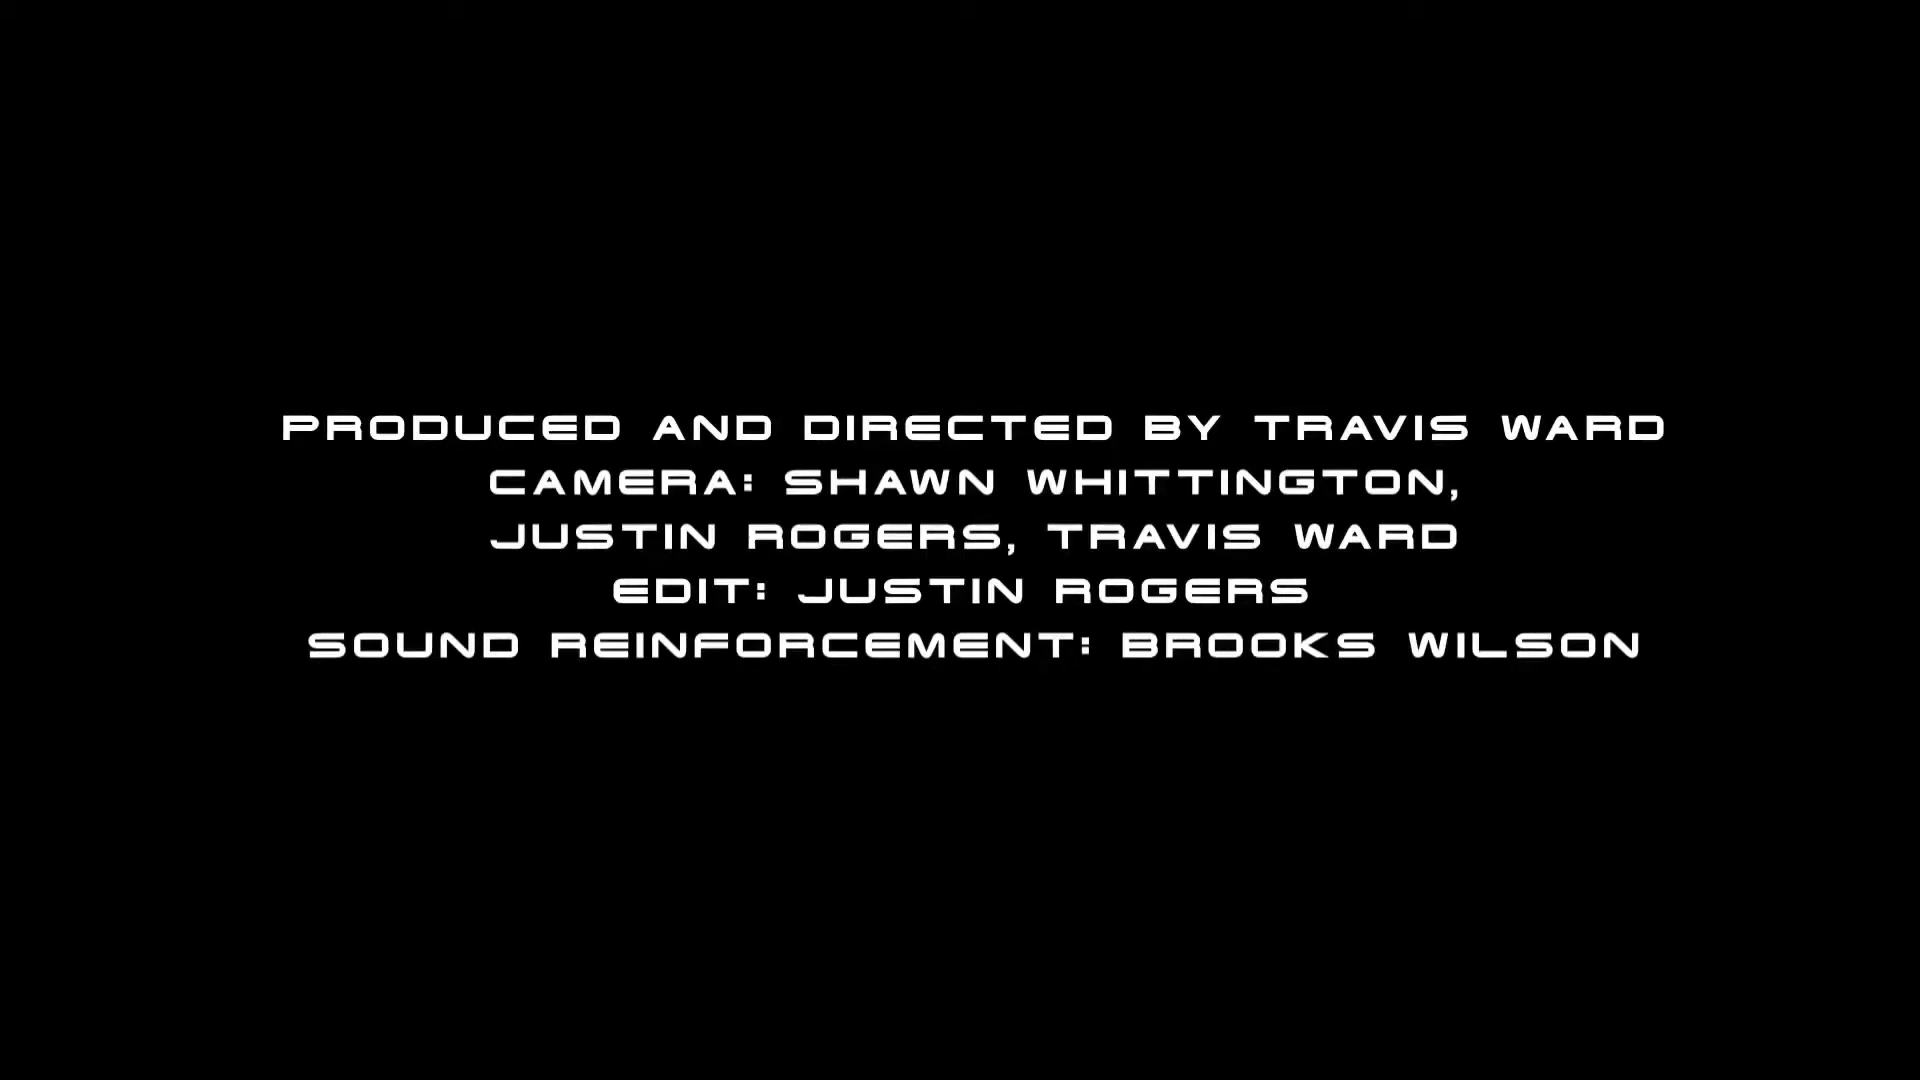 PRODUCED AND DIRECTED BY TRAVIS WARD
CAMERA: SHAWN WHITTINGTON,
JUSTIN ROGERS, TRAVIS WARD
EDIT: JUSTIN ROGERS
SOUND REINFORCEMENT: BROOKS WILSON